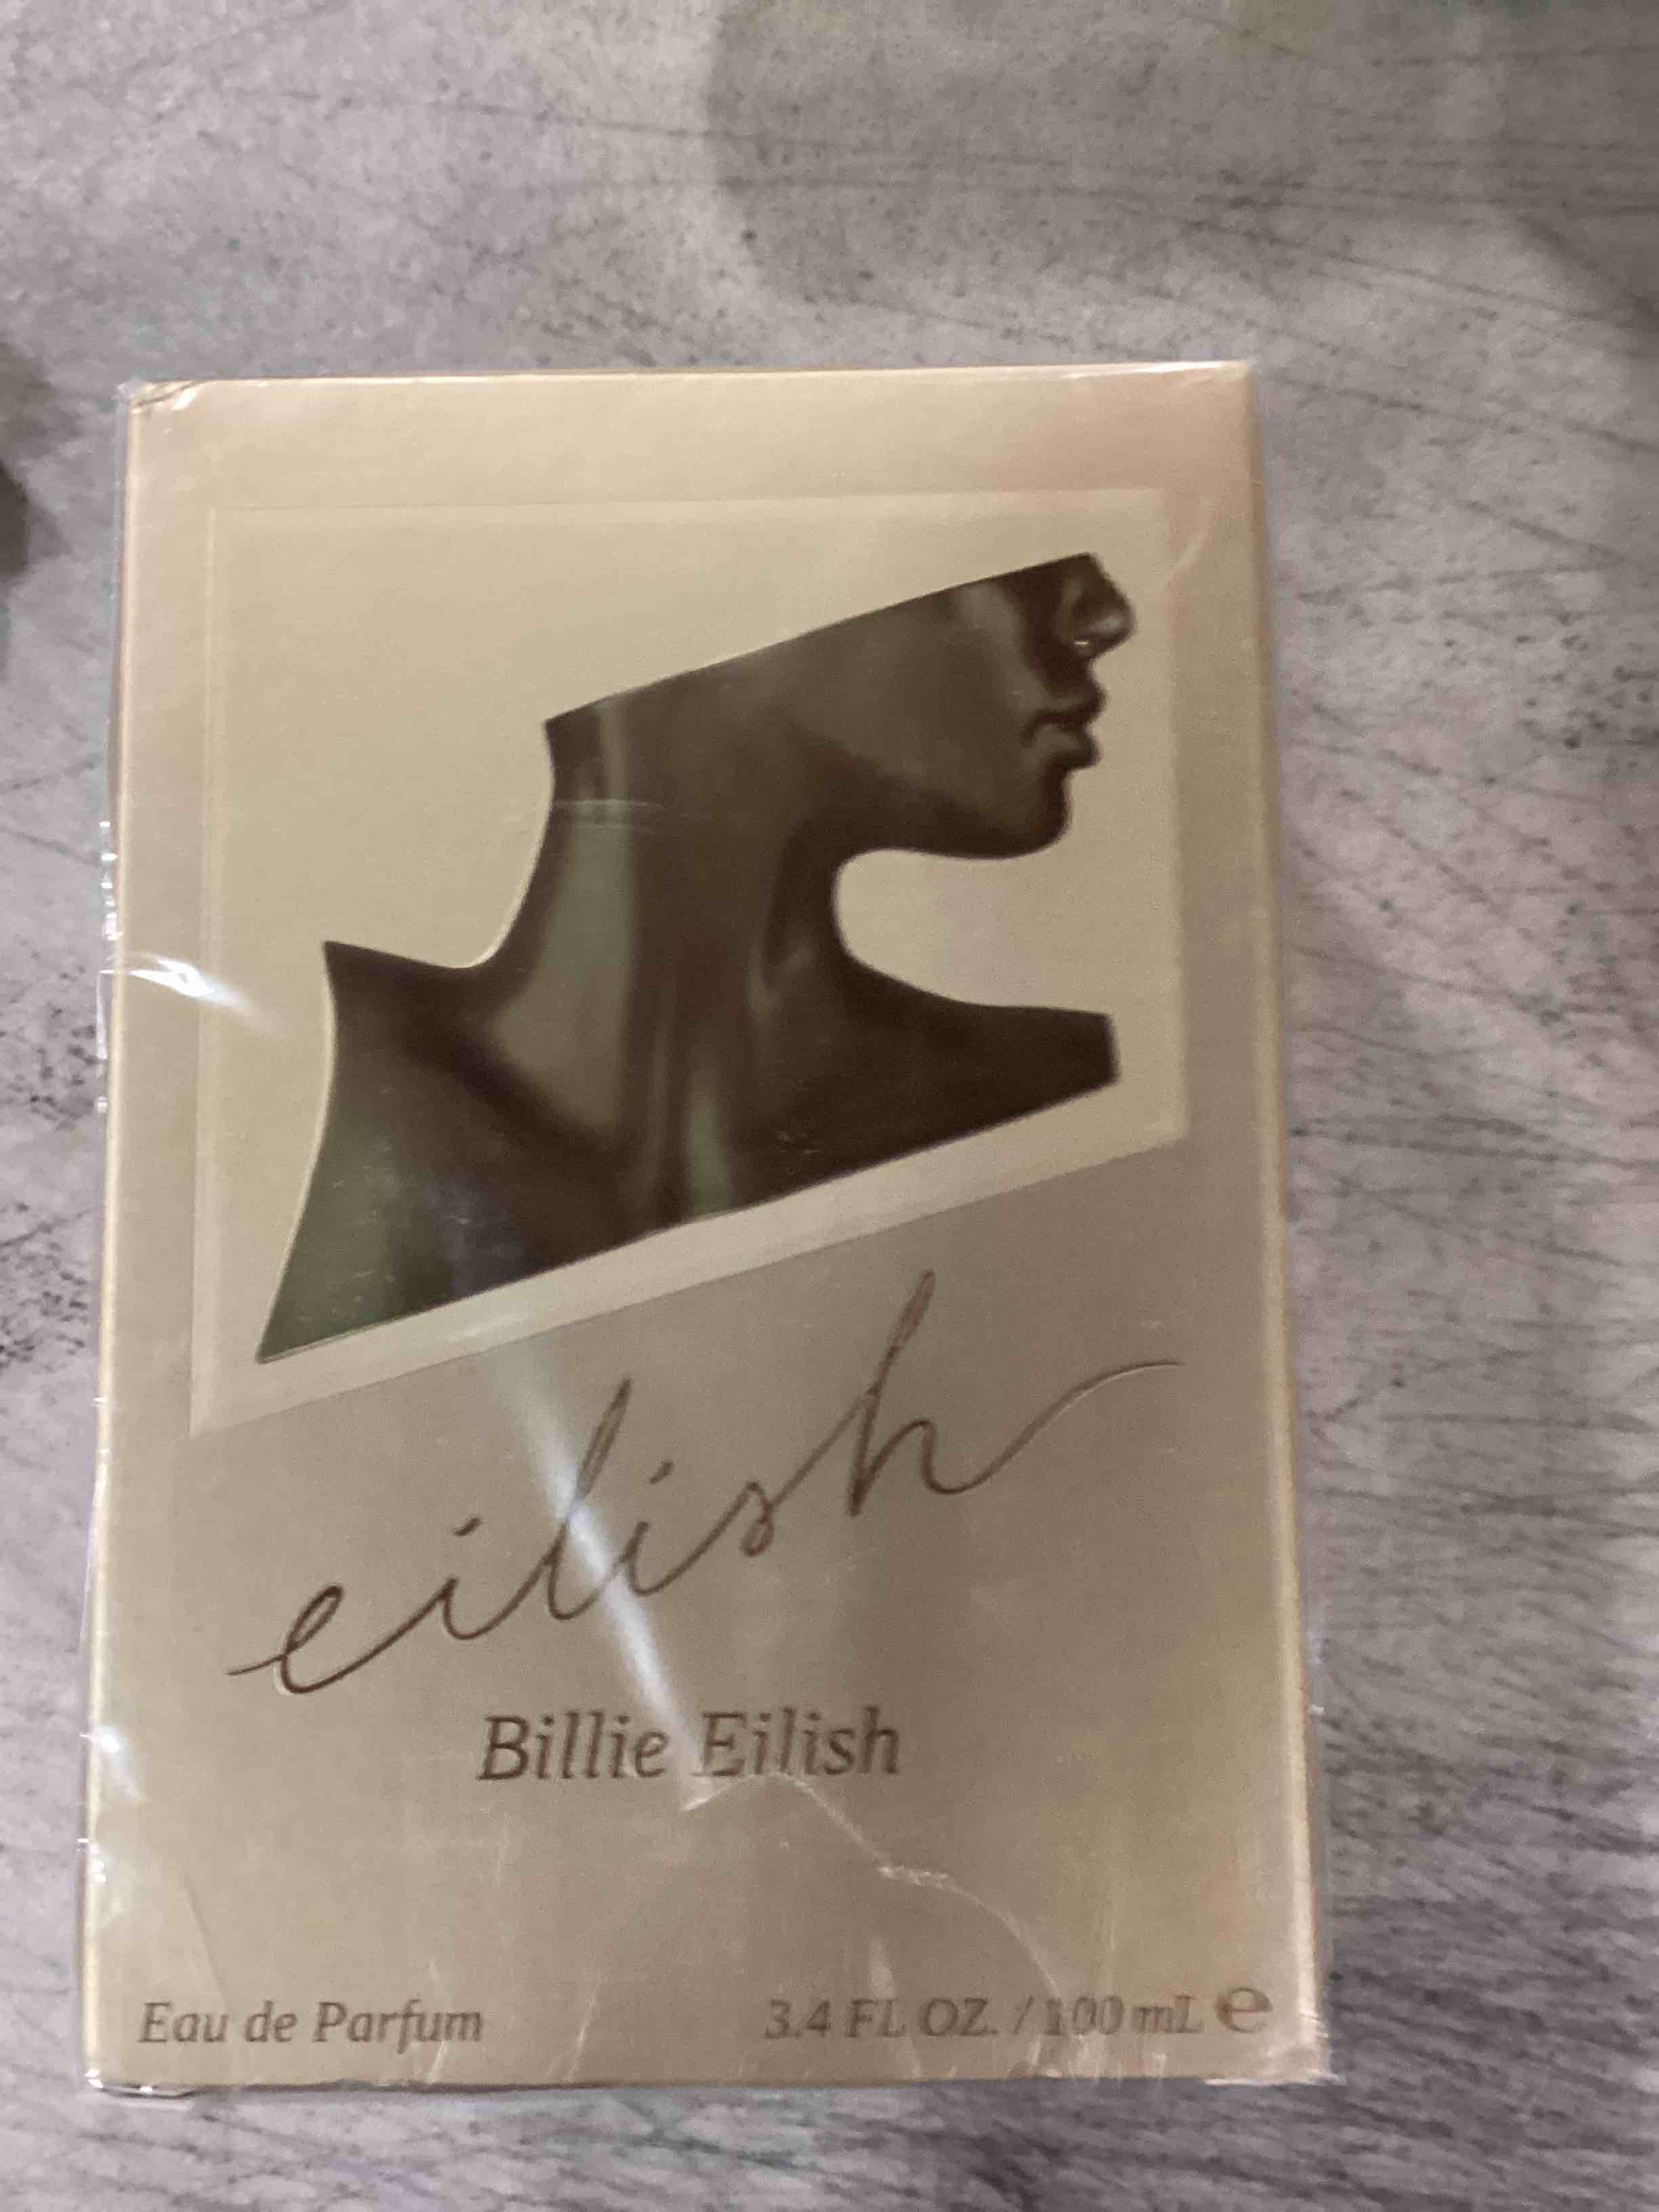 eilish
Billie Eilish
Eau de Parfum 3.4 FL OZ. / 100 mL ℮